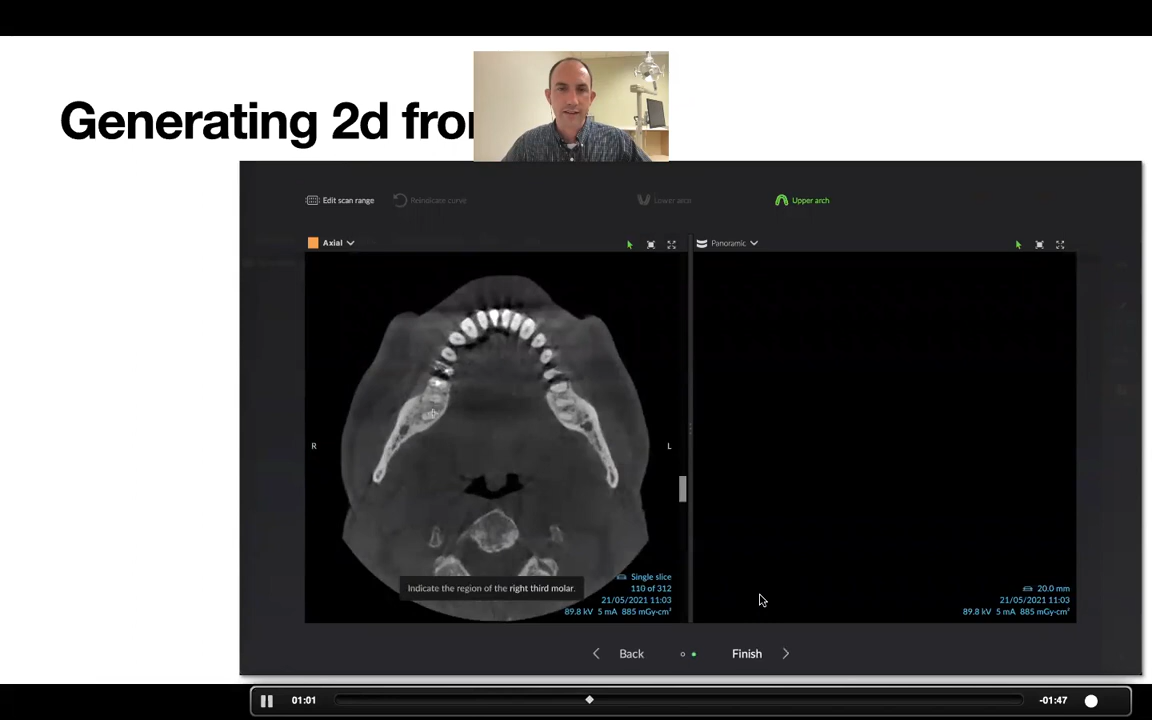 Generating 2d fro
Edit scan range
Reindicate curve
Lower arch
Upper arch
Axial
Panoramic
R
L
Indicate the region of the right third molar.
Single slice
110 of 312
21/05/2021 11:03
89.8 kV 5 mA 885 mGy·cm²
20.0 mm
21/05/2021 11:03
89.8 kV 5 mA 885 mGy·cm²
Back
Finish
01:01
-01:47